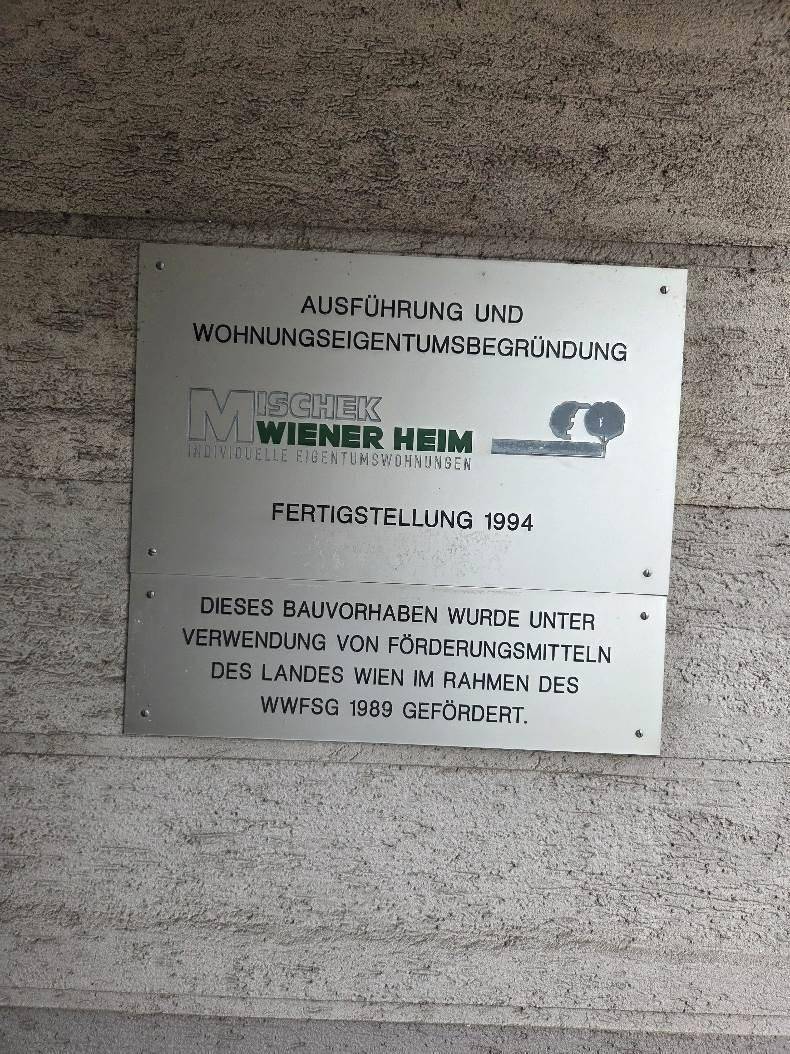 AUSFÜHRUNG UND
WOHNUNGSEIGENTUMSBEGRÜNDUNG
MISCHEK
WIENER HEIM
INDIVIDUELLE EIGENTUMSWOHNUNGEN
FERTIGSTELLUNG 1994
DIESES BAUVORHABEN WURDE UNTER
VERWENDUNG VON FÖRDERUNGSMITTELN
DES LANDES WIEN IM RAHMEN DES
WWFSG 1989 GEFÖRDERT.